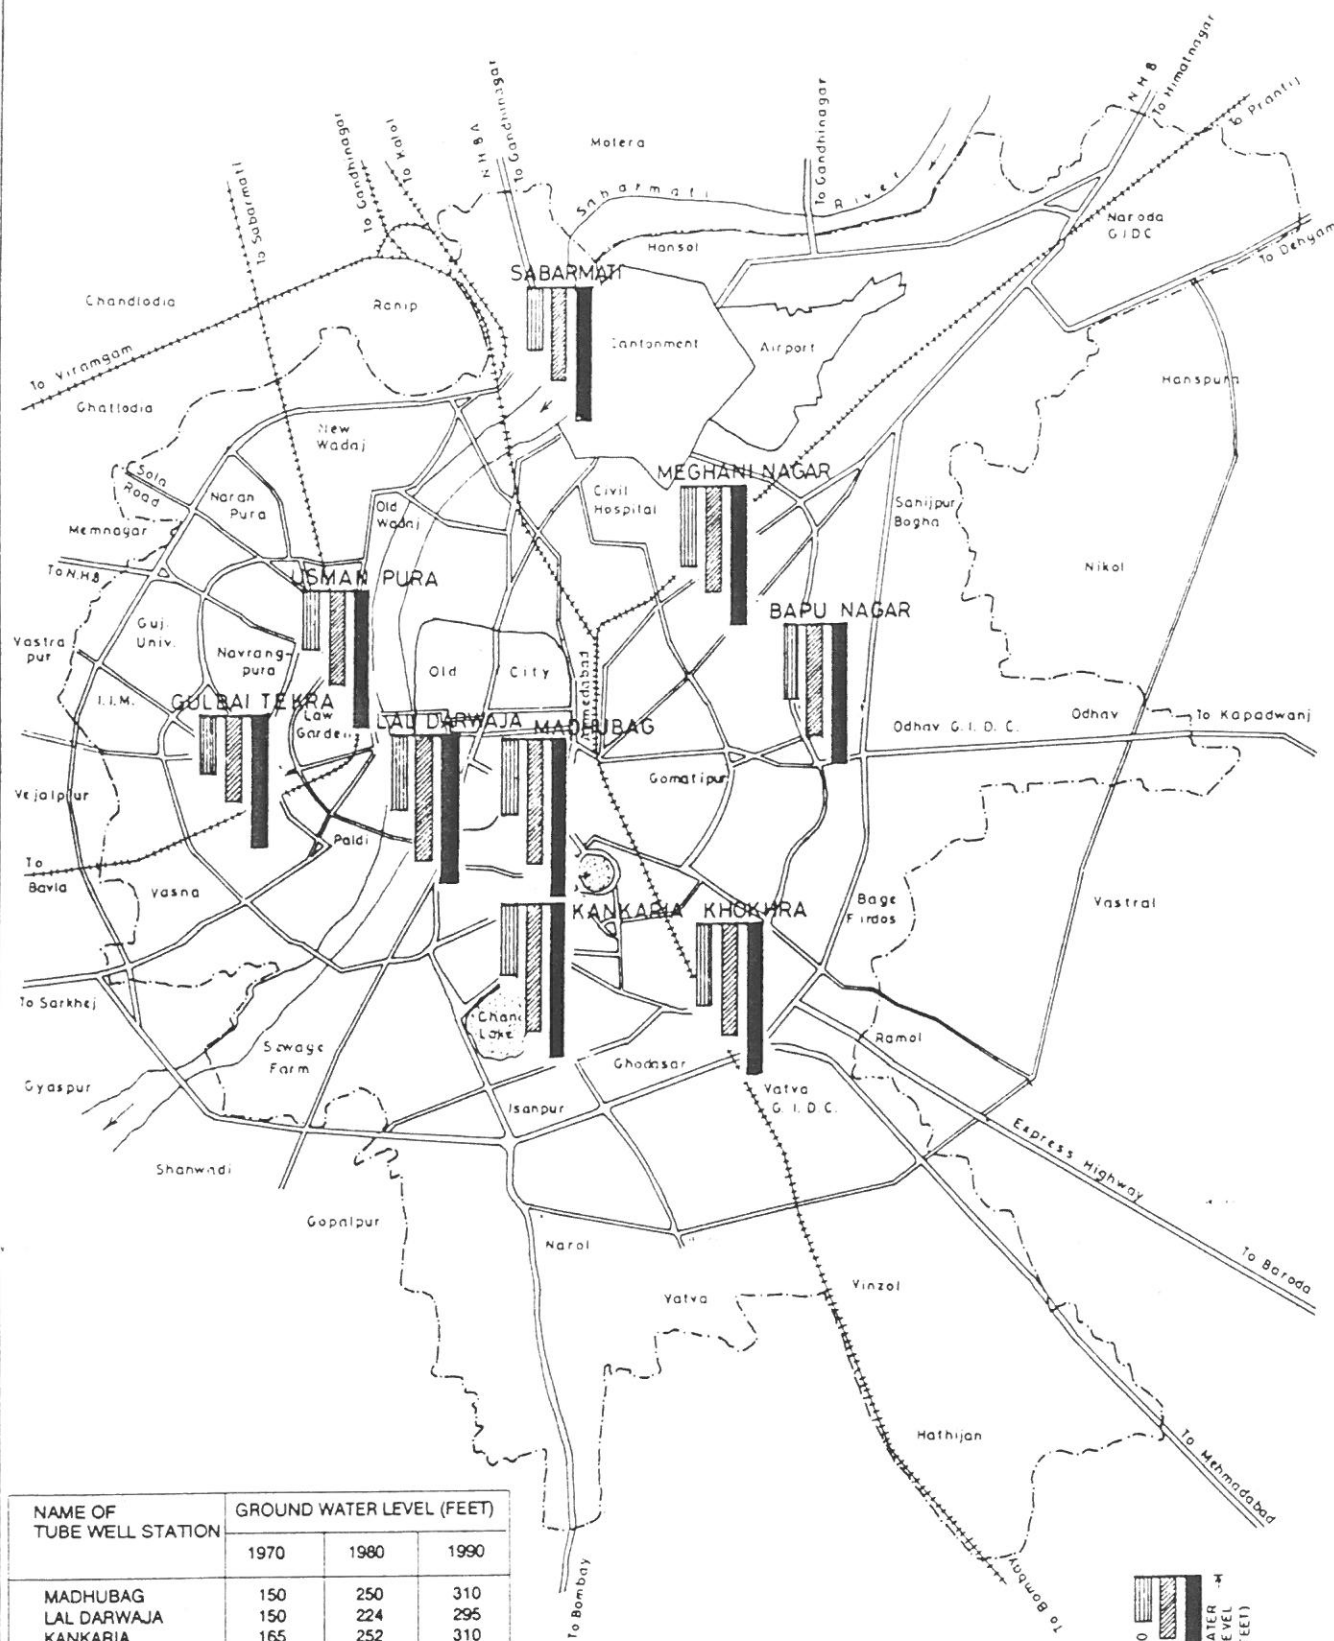 N H 8
To Himatnagar
To Prantij
To Gandhinagar
To Kalol
N H 8A
To Gandhinagar
Motera
To Gandhinagar
Sabarmati River
To Sabarmati
Hansol
Naroda
G.I.DC
To Dehgam
SABARMATI
Chandlodia
Ranip
Cantonment
Airport
To Viramgam
Ghatlodia
Hanspura
New
Wadaj
MEGHANI NAGAR
Sola
Road
Naran
Pura
Old
Wadaj
Civil
Hospital
Sanijpur
Bogha
Memnagar
To N.H.8
USMAN PURA
Nikol
BAPU NAGAR
Guj.
Univ.
Vastra
pur
Navrang-
pura
Old City
I.I.M.
GULBAI TEKRA
Law
Garden
LAL DARWAJA
MADHUBAG
Odhav G. I. D. C.
Odhav
To Kapadwanj
Gomatipur
Vejalpur
Paldi
To
Bavla
Vasna
KANKARIA
KHOKHRA
Bage
Firdos
Vastral
To Sarkhej
Lake
Sewage
Farm
Ghodasar
Ramol
Gyaspur
Isanpur
Vatva
G. I. D. C.
Express Highway
Shahwadi
Gopalpur
Narol
Vatva
Vinzol
To Baroda
Hathijan
To Mehmadabad
To Bombay
To Bombay
NAME OF
TUBE WELL STATION
GROUND WATER LEVEL (FEET)
1970 1980 1990
MADHUBAG 150 250 310
LAL DARWAJA 150 224 295
KANKARIA 165 252 310